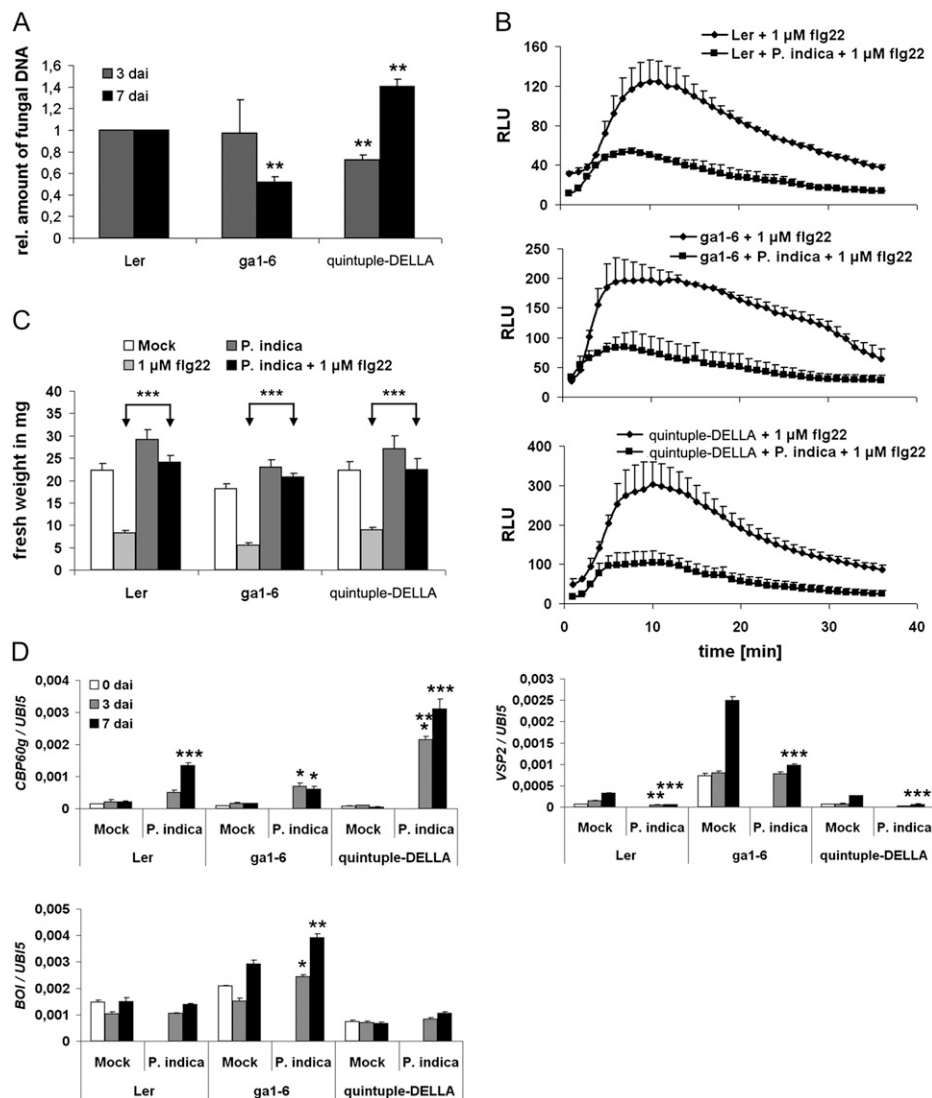 A
rel. amount of fungal DNA
1,6
1,4
1,2
1
0,8
0,6
0,4
0,2
0
3 dai
7 dai
**
**
**
Ler
ga1-6
quintuple-DELLA
B
RLU
160
120
80
40
0
Ler + 1 µM flg22
Ler + P. indica + 1 µM flg22
RLU
250
200
150
100
50
0
ga1-6 + 1 µM flg22
ga1-6 + P. indica + 1 µM flg22
RLU
400
300
200
100
0
quintuple-DELLA + 1 µM flg22
quintuple-DELLA + P. indica + 1 µM flg22
0 10 20 30 40
time [min]
C
Mock P. indica
1 µM flg22 P. indica + 1 µM flg22
fresh weight in mg
40
35
30
25
20
15
10
5
0
*** *** ***
Ler ga1-6 quintuple-DELLA
D
CBP60g / UBI5
0,004
0,003
0,002
0,001
0
0 dai
3 dai
7 dai
***
* *
**
*
***
Mock P. indica Mock P. indica Mock P. indica
Ler ga1-6 quintuple-DELLA
VSP2 / UBI5
0,003
0,0025
0,002
0,0015
0,001
0,0005
0
**
***
***
***
Mock P. indica Mock P. indica Mock P. indica
Ler ga1-6 quintuple-DELLA
BOI / UBI5
0,005
0,004
0,003
0,002
0,001
0
*
**
Mock P. indica Mock P. indica Mock P. indica
Ler ga1-6 quintuple-DELLA